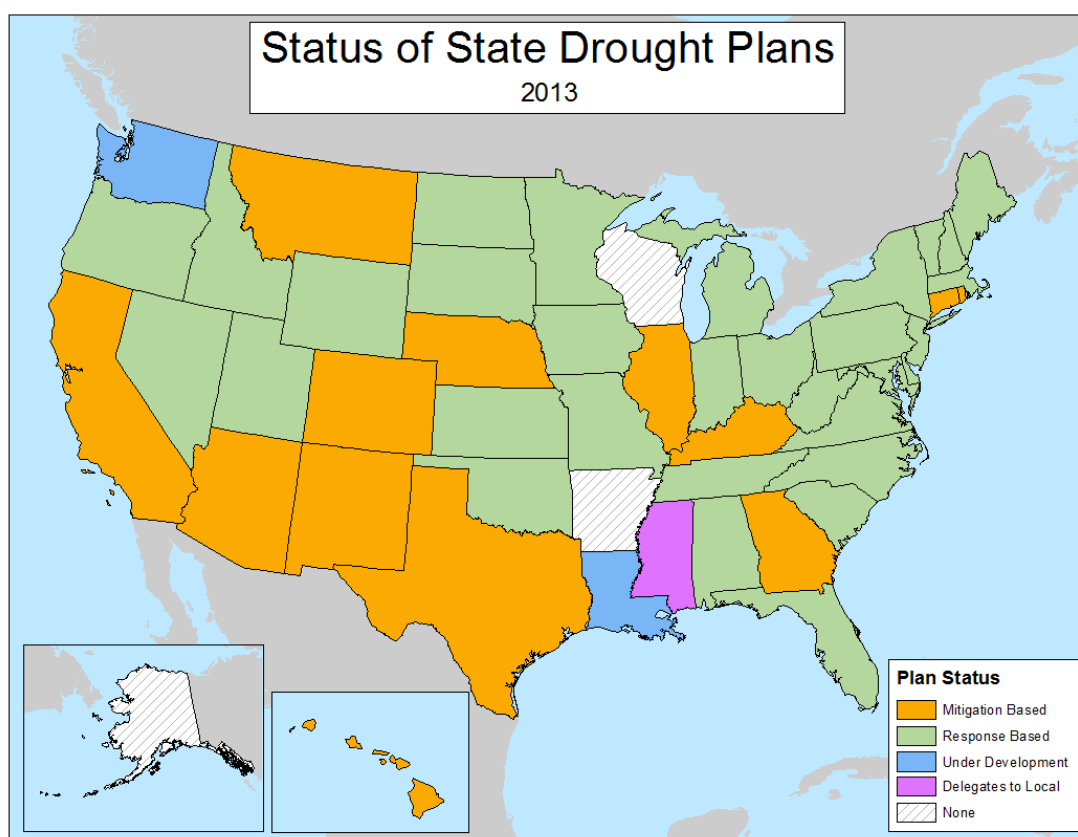 Status of State Drought Plans
2013
Plan Status
Mitigation Based
Response Based
Under Development
Delegates to Local
None